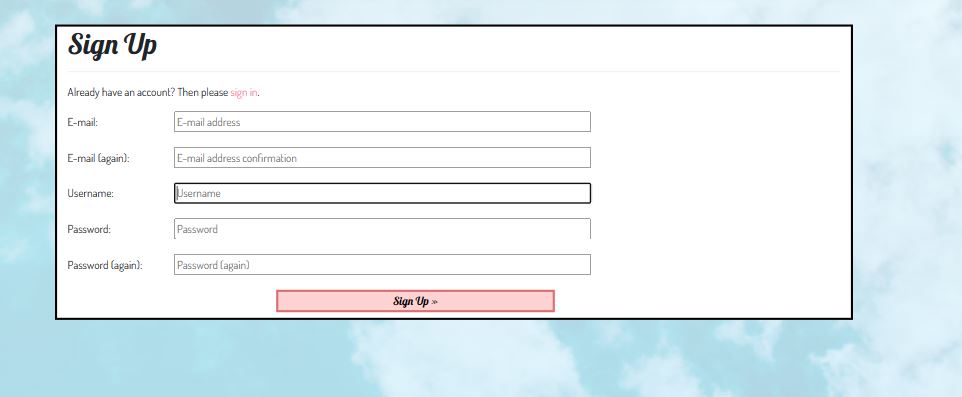 Sign Up
Already have an account? Then please sign in.
E-mail: E-mail address
E-mail (again): E-mail address confirmation
Username: Username
Password: Password
Password (again): Password (again)
Sign Up »